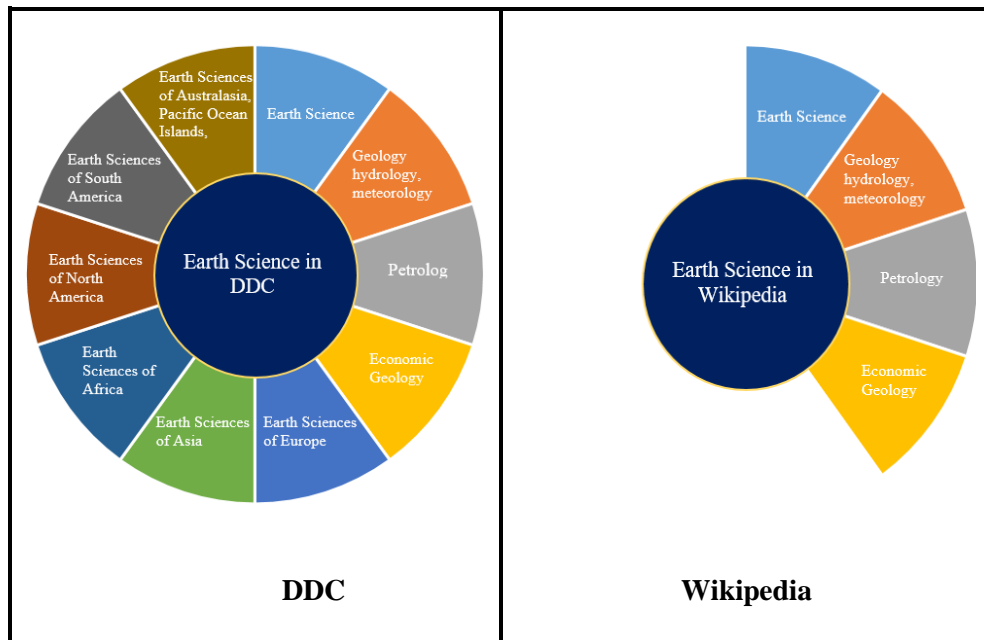 Earth Sciences
of Australasia,
Pacific Ocean
Islands,
Earth Science
Geology
hydrology,
meteorology
Petrolog
Economic
Geology
Earth Sciences
of Europe
Earth Sciences
of Asia
Earth
Sciences of
Africa
Earth Sciences
of North
America
Earth Sciences
of South
America
Earth Science in
DDC
DDC
Earth Science
Geology
hydrology,
meteorology
Petrology
Economic
Geology
Earth Science in
Wikipedia
Wikipedia